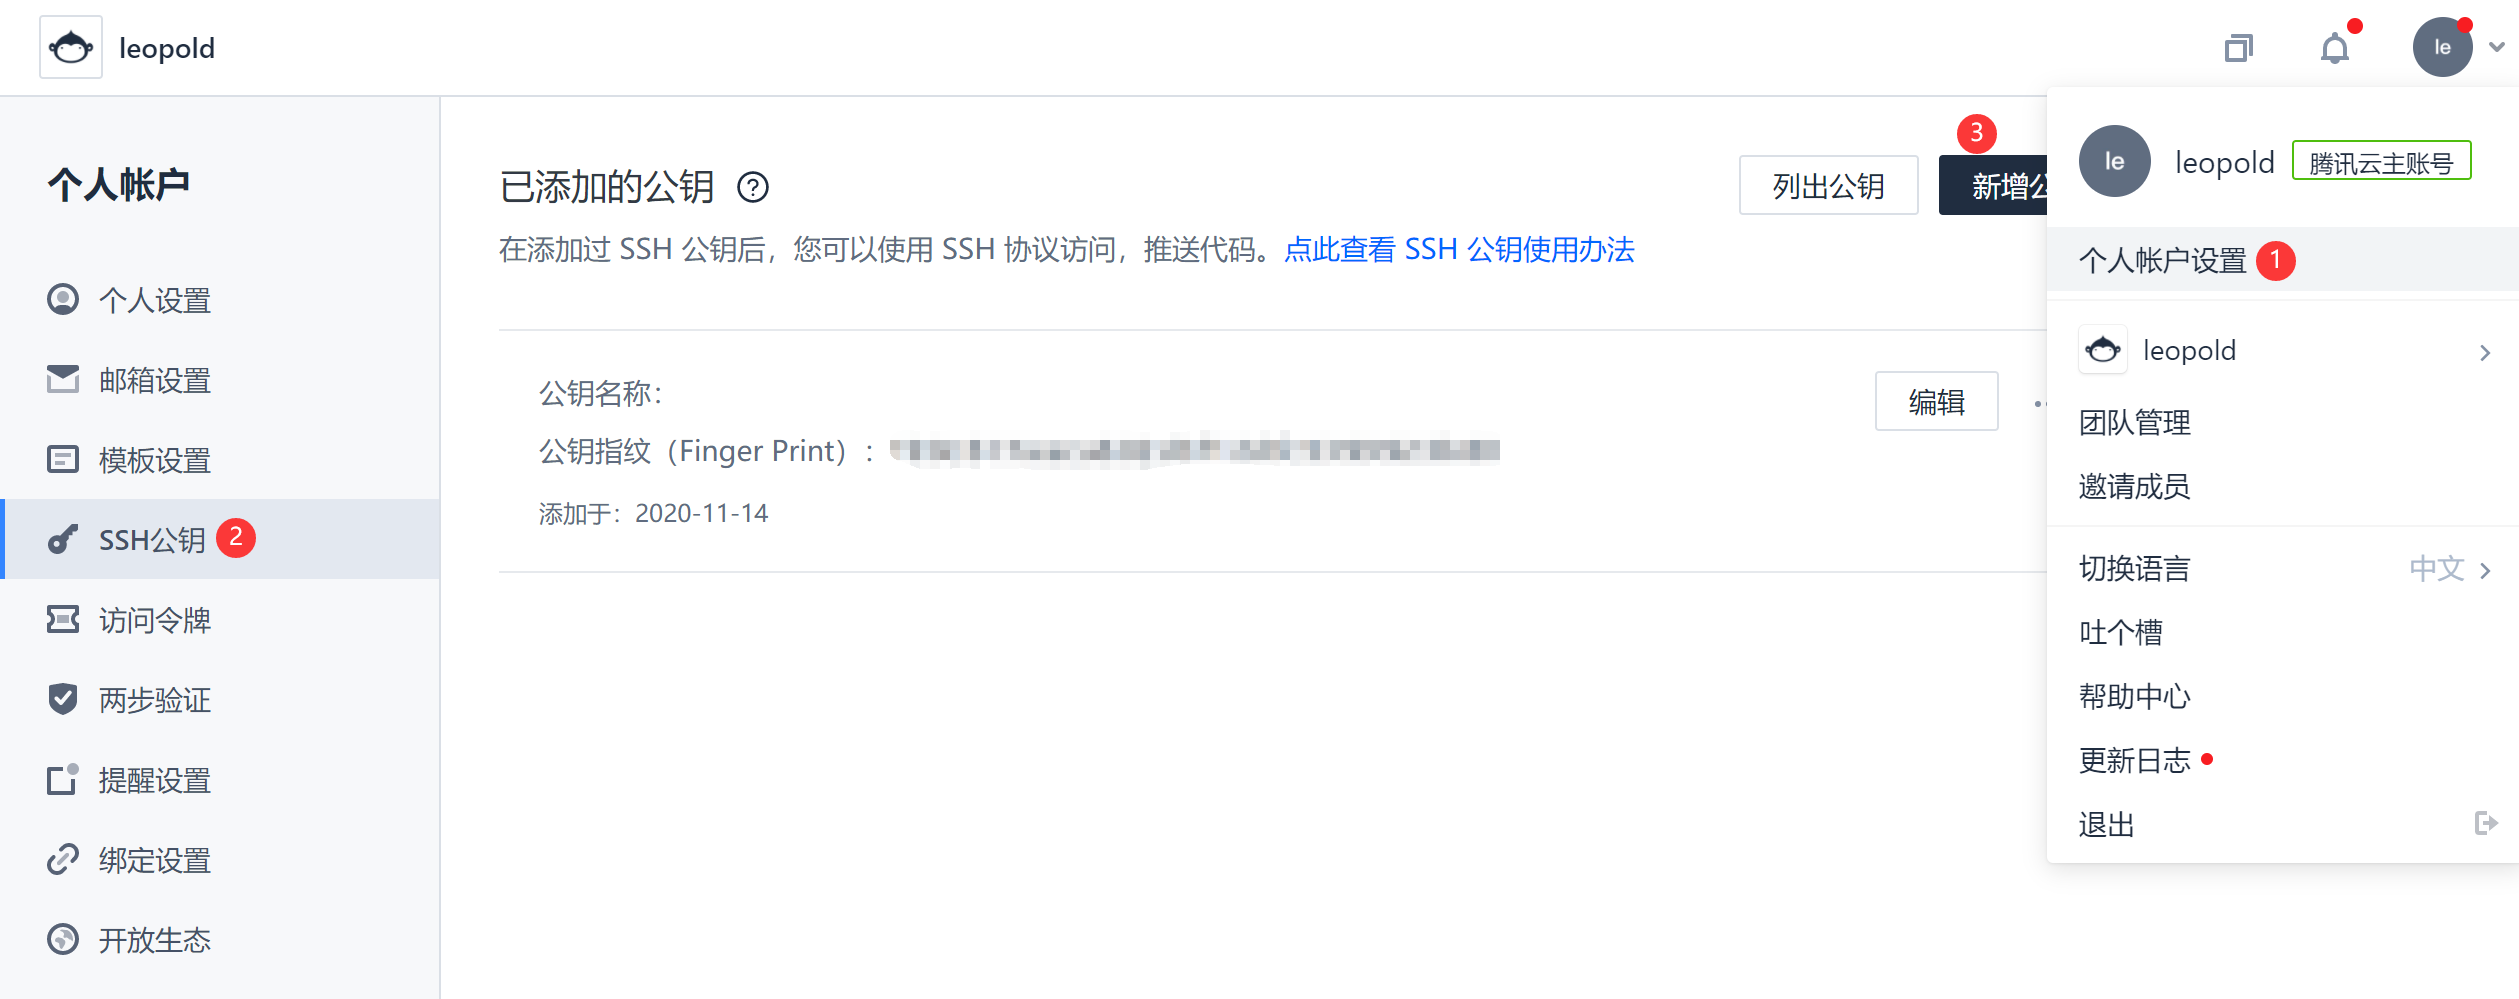 leopold
le
个人帐户
个人设置
邮箱设置
模板设置
SSH公钥 2
访问令牌
两步验证
提醒设置
绑定设置
开放生态
已添加的公钥 ?
3
列出公钥
新增公
在添加过 SSH 公钥后，您可以使用 SSH 协议访问，推送代码。点此查看 SSH 公钥使用办法
公钥名称：
公钥指纹（Finger Print）：
添加于：2020-11-14
编辑
le leopold 腾讯云主账号
个人帐户设置 1
leopold
团队管理
邀请成员
切换语言 中文
吐个槽
帮助中心
更新日志
退出